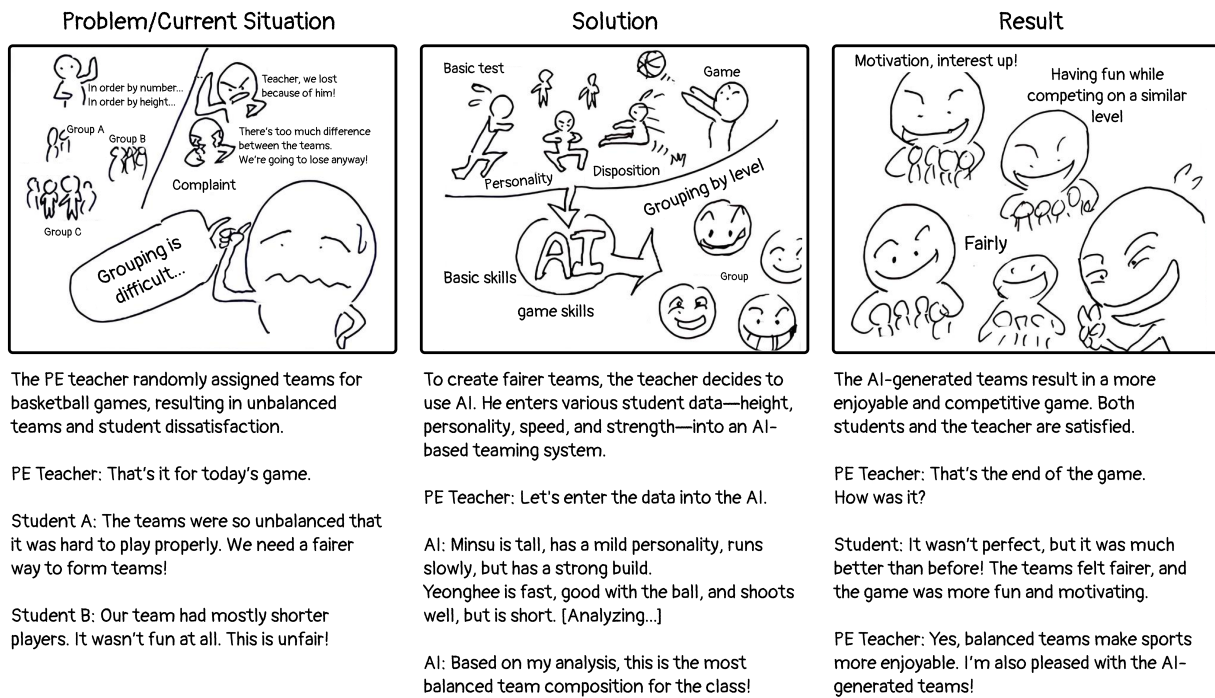 Problem/Current Situation
In order by number...
In order by height...
Group A
Group B
Group C
Teacher, we lost
because of him!
There's too much difference
between the teams.
We're going to lose anyway!
Complaint
Grouping is
difficult...
The PE teacher randomly assigned teams for
basketball games, resulting in unbalanced
teams and student dissatisfaction.
PE Teacher: That's it for today's game.
Student A: The teams were so unbalanced that
it was hard to play properly. We need a fairer
way to form teams!
Student B: Our team had mostly shorter
players. It wasn't fun at all. This is unfair!
Solution
Basic test
Game
Personality
Disposition
Grouping by level
AI
Basic skills
game skills
Group
To create fairer teams, the teacher decides to
use AI. He enters various student data—height,
personality, speed, and strength—into an AI-
based teaming system.
PE Teacher: Let's enter the data into the AI.
AI: Minsu is tall, has a mild personality, runs
slowly, but has a strong build.
Yeonghee is fast, good with the ball, and shoots
well, but is short. [Analyzing...]
AI: Based on my analysis, this is the most
balanced team composition for the class!
Result
Motivation, interest up!
Having fun while
competing on a similar
level
Fairly
The AI-generated teams result in a more
enjoyable and competitive game. Both
students and the teacher are satisfied.
PE Teacher: That's the end of the game.
How was it?
Student: It wasn't perfect, but it was much
better than before! The teams felt fairer, and
the game was more fun and motivating.
PE Teacher: Yes, balanced teams make sports
more enjoyable. I'm also pleased with the AI-
generated teams!